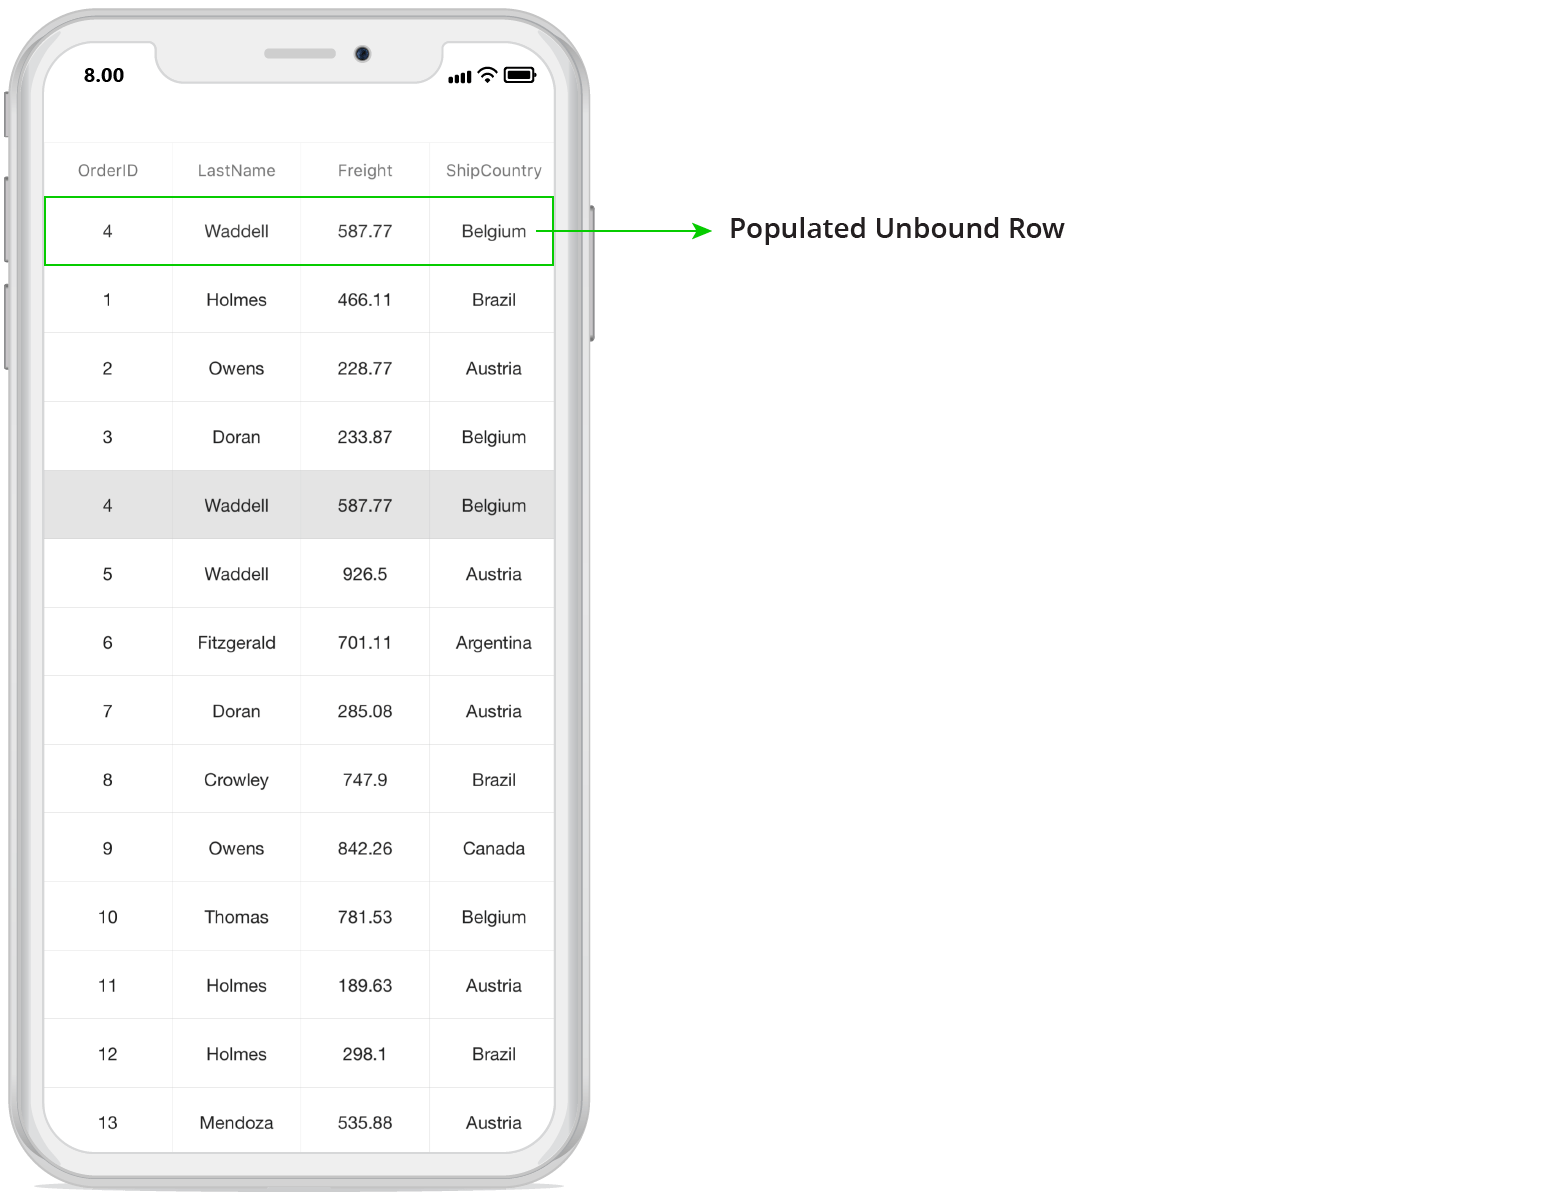 8.00
OrderID LastName Freight ShipCountry
4 Waddell 587.77 Belgium Populated Unbound Row
1 Holmes 466.11 Brazil
2 Owens 228.77 Austria
3 Doran 233.87 Belgium
4 Waddell 587.77 Belgium
5 Waddell 926.5 Austria
6 Fitzgerald 701.11 Argentina
7 Doran 285.08 Austria
8 Crowley 747.9 Brazil
9 Owens 842.26 Canada
10 Thomas 781.53 Belgium
11 Holmes 189.63 Austria
12 Holmes 298.1 Brazil
13 Mendoza 535.88 Austria